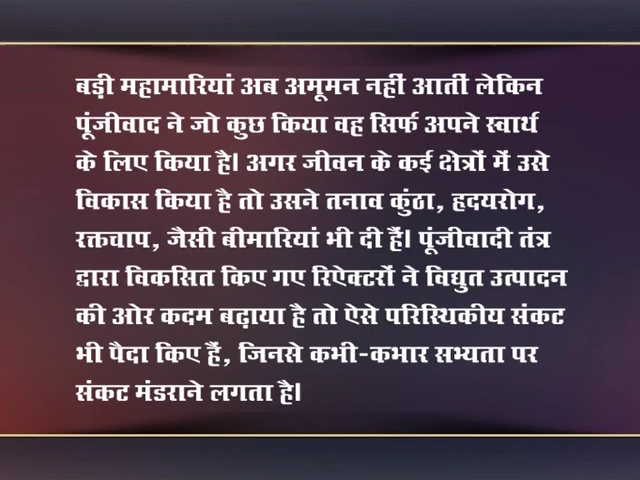 बड़ी महामारियां अब अमूमन नहीं आतीं लेकिन
पूंजीवाद ने जो कुछ किया वह सिर्फ अपने स्वार्थ
के लिए किया है। अगर जीवन के कई क्षेत्रों में उसे
विकास किया है तो उसने तनाव कुंठा, हृदयरोग,
रक्तचाप, जैसी बीमारियां भी दी हैं। पूंजीवादी तंत्र
द्वारा विकसित किए गए रिऐक्टरों ने विद्युत उत्पादन
की ओर कदम बढ़ाया है तो ऐसे परिस्थिकीय संकट
भी पैदा किए हैं, जिनसे कभी-कभार सभ्यता पर
संकट मंडराने लगता है।